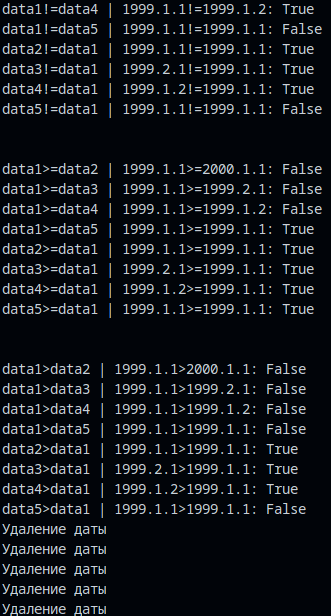 data1!=data4 | 1999.1.1!=1999.1.2: True
data1!=data5 | 1999.1.1!=1999.1.1: False
data2!=data1 | 1999.1.1!=1999.1.1: True
data3!=data1 | 1999.2.1!=1999.1.1: True
data4!=data1 | 1999.1.2!=1999.1.1: True
data5!=data1 | 1999.1.1!=1999.1.1: False
data1>=data2 | 1999.1.1>=2000.1.1: False
data1>=data3 | 1999.1.1>=1999.2.1: False
data1>=data4 | 1999.1.1>=1999.1.2: False
data1>=data5 | 1999.1.1>=1999.1.1: True
data2>=data1 | 1999.1.1>=1999.1.1: True
data3>=data1 | 1999.2.1>=1999.1.1: True
data4>=data1 | 1999.1.2>=1999.1.1: True
data5>=data1 | 1999.1.1>=1999.1.1: True
data1>data2 | 1999.1.1>2000.1.1: False
data1>data3 | 1999.1.1>1999.2.1: False
data1>data4 | 1999.1.1>1999.1.2: False
data1>data5 | 1999.1.1>1999.1.1: False
data2>data1 | 1999.1.1>1999.1.1: True
data3>data1 | 1999.2.1>1999.1.1: True
data4>data1 | 1999.1.2>1999.1.1: True
data5>data1 | 1999.1.1>1999.1.1: False
Удаление даты
Удаление даты
Удаление даты
Удаление даты
Удаление даты